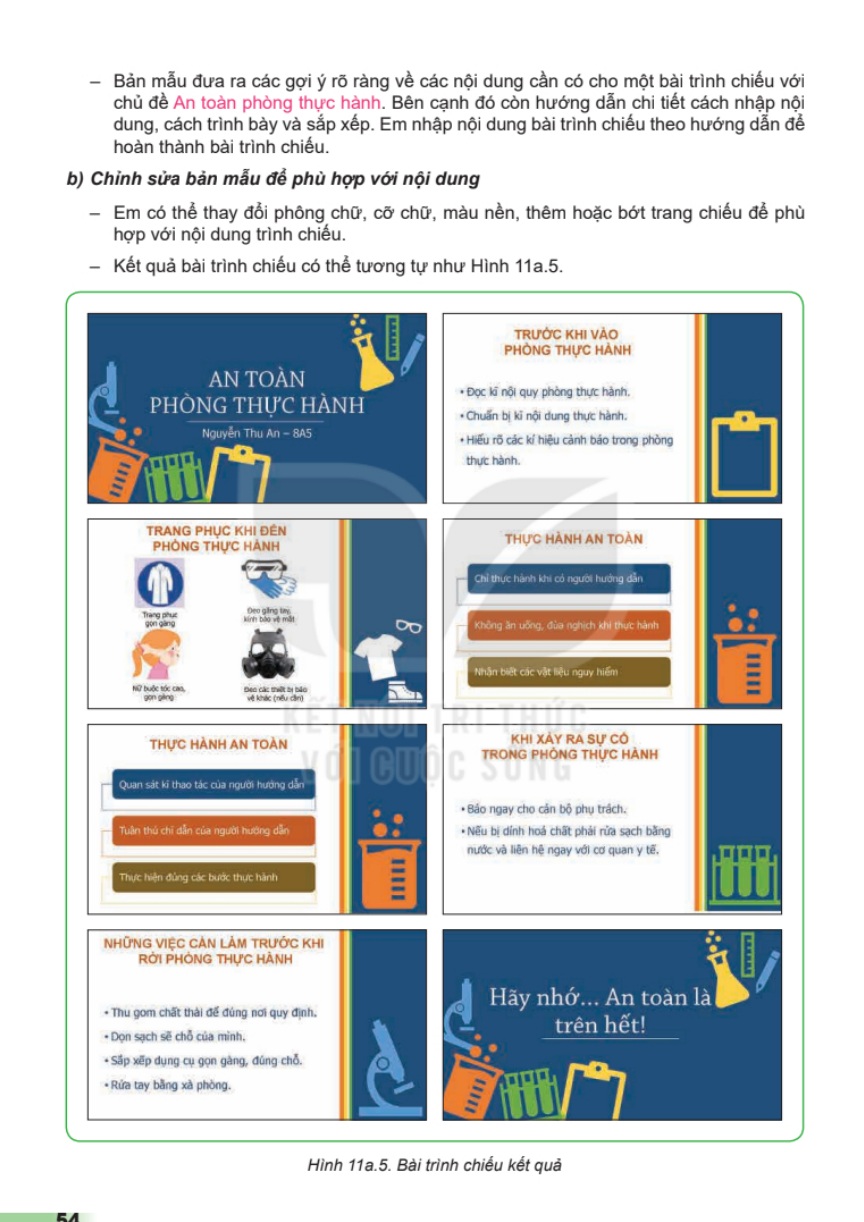 – Bản mẫu đưa ra các gợi ý rõ ràng về các nội dung cần có cho một bài trình chiếu với
chủ đề An toàn phòng thực hành. Bên cạnh đó còn hướng dẫn chi tiết cách nhập nội
dung, cách trình bày và sắp xếp. Em nhập nội dung bài trình chiếu theo hướng dẫn để
hoàn thành bài trình chiếu.
b) Chỉnh sửa bản mẫu để phù hợp với nội dung
– Em có thể thay đổi phông chữ, cỡ chữ, màu nền, thêm hoặc bớt trang chiếu để phù
hợp với nội dung trình chiếu.
– Kết quả bài trình chiếu có thể tương tự như Hình 11a.5.
AN TOÀN
PHÒNG THỰC HÀNH
Nguyễn Thu An – 8A5
TRƯỚC KHI VÀO
PHÒNG THỰC HÀNH
• Đọc kĩ nội quy phòng thực hành.
• Chuẩn bị kĩ nội dung thực hành.
• Hiểu rõ các kí hiệu cảnh báo trong phòng
thực hành.
TRANG PHỤC KHI ĐẾN
PHÒNG THỰC HÀNH
Trang phục
gọn gàng
Đeo găng tay,
kính bảo vệ mắt
Nữ buộc tóc cao,
gọn gàng
Đeo các thiết bị bảo
vệ khác (nếu cần)
THỰC HÀNH AN TOÀN
Chỉ thực hành khi có người hướng dẫn
Không ăn uống, đùa nghịch khi thực hành
Nhận biết các vật liệu nguy hiểm
THỰC HÀNH AN TOÀN
Quan sát kĩ thao tác của người hướng dẫn
Tuân thủ chỉ dẫn của người hướng dẫn
Thực hiện đúng các bước thực hành
KHI XẢY RA SỰ CỐ
TRONG PHÒNG THỰC HÀNH
• Báo ngay cho cán bộ phụ trách.
• Nếu bị dính hoá chất phải rửa sạch bằng
nước và liên hệ ngay với cơ quan y tế.
NHỮNG VIỆC CẦN LÀM TRƯỚC KHI
RỜI PHÒNG THỰC HÀNH
• Thu gom chất thải để đúng nơi quy định.
• Dọn sạch sẽ chỗ của mình.
• Sắp xếp dụng cụ gọn gàng, đúng chỗ.
• Rửa tay bằng xà phòng.
Hãy nhớ... An toàn là
trên hết!
KẾT NỐI TRI THỨC
VỚI CUỘC SỐNG
Hình 11a.5. Bài trình chiếu kết quả
54